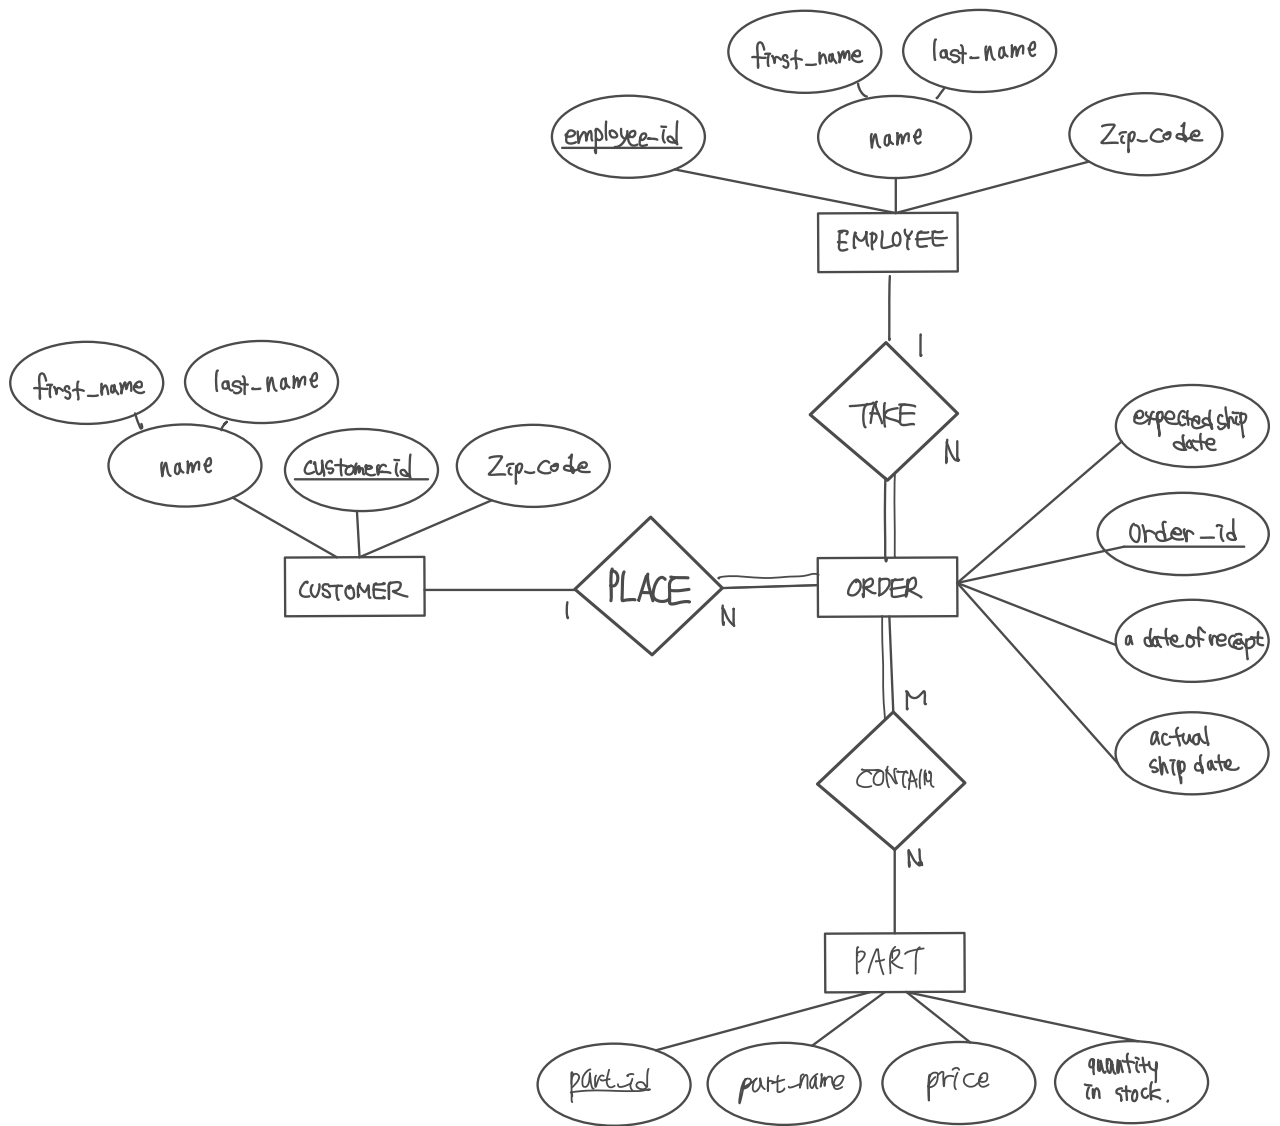 first_name
last_name
employee_id
name
Zip_code
EMPLOYEE
1
TAKE
N
first_name
last_name
name
customer_id
Zip_code
expected ship
date
order_id
CUSTOMER
1
PLACE
N
ORDER
a date of receipt
M
actual
ship date
CONTAIN
N
PART
part_id
part_name
price
quantity
in stock.